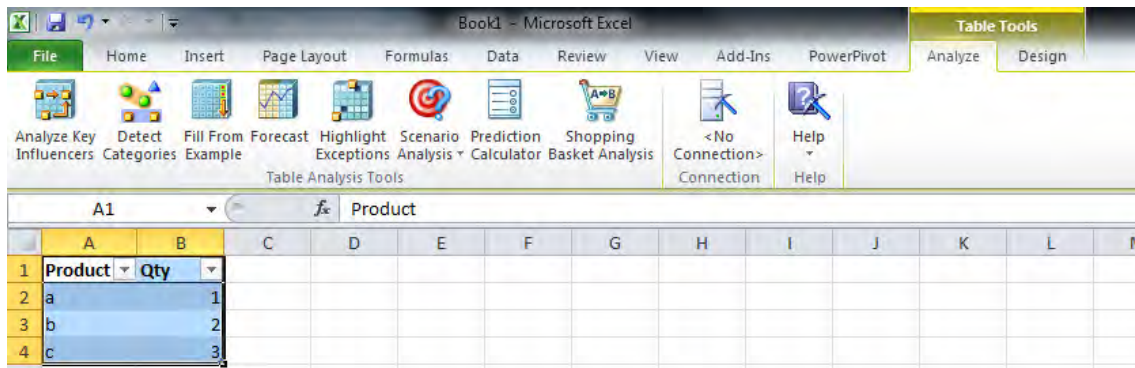 Book1 - Microsoft Excel
Table Tools
File Home Insert Page Layout Formulas Data Review View Add-Ins PowerPivot Analyze Design
Analyze Key Detect Fill From Forecast Highlight Scenario Prediction Shopping <No Help
Influencers Categories Example Exceptions Analysis Calculator Basket Analysis Connection>
Table Analysis Tools Connection Help
A1 fx Product
A B C D E F G H I J K L
1 Product Qty
2 a 1
3 b 2
4 c 3